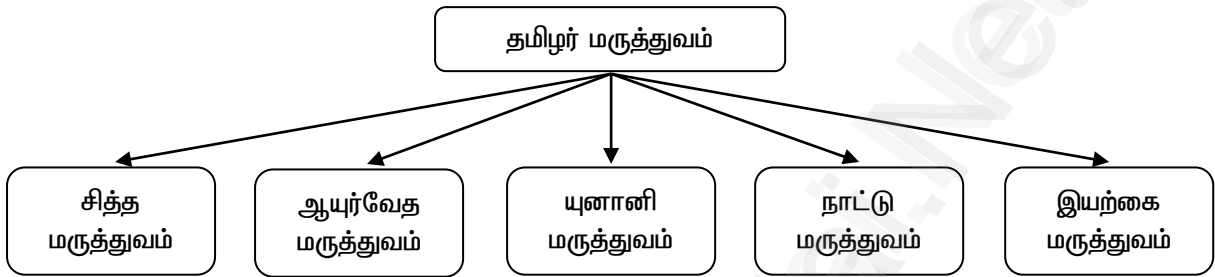 தமிழர் மருத்துவம்
சித்த
மருத்துவம்
ஆயுர்வேத
மருத்துவம்
யுனானி
மருத்துவம்
நாட்டு
மருத்துவம்
இயற்கை
மருத்துவம்